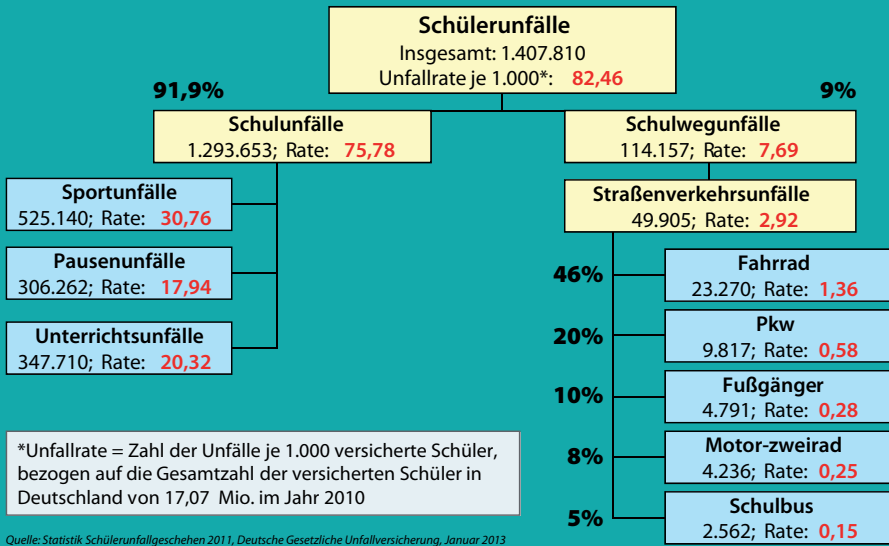 Schülerunfälle
Insgesamt: 1.407.810
Unfallrate je 1.000*: 82,46
91,9%
9%
Schulunfälle
1.293.653; Rate: 75,78
Schulwegunfälle
114.157; Rate: 7,69
Sportunfälle
525.140; Rate: 30,76
Pausenunfälle
306.262; Rate: 17,94
Unterrichtsunfälle
347.710; Rate: 20,32
Straßenverkehrsunfälle
49.905; Rate: 2,92
46%
Fahrrad
23.270; Rate: 1,36
20%
Pkw
9.817; Rate: 0,58
10%
Fußgänger
4.791; Rate: 0,28
8%
Motor-zweirad
4.236; Rate: 0,25
5%
Schulbus
2.562; Rate: 0,15
*Unfallrate = Zahl der Unfälle je 1.000 versicherte Schüler,
bezogen auf die Gesamtzahl der versicherten Schüler in
Deutschland von 17,07 Mio. im Jahr 2010
Quelle: Statistik Schülerunfallgeschehen 2011, Deutsche Gesetzliche Unfallversicherung, Januar 2013